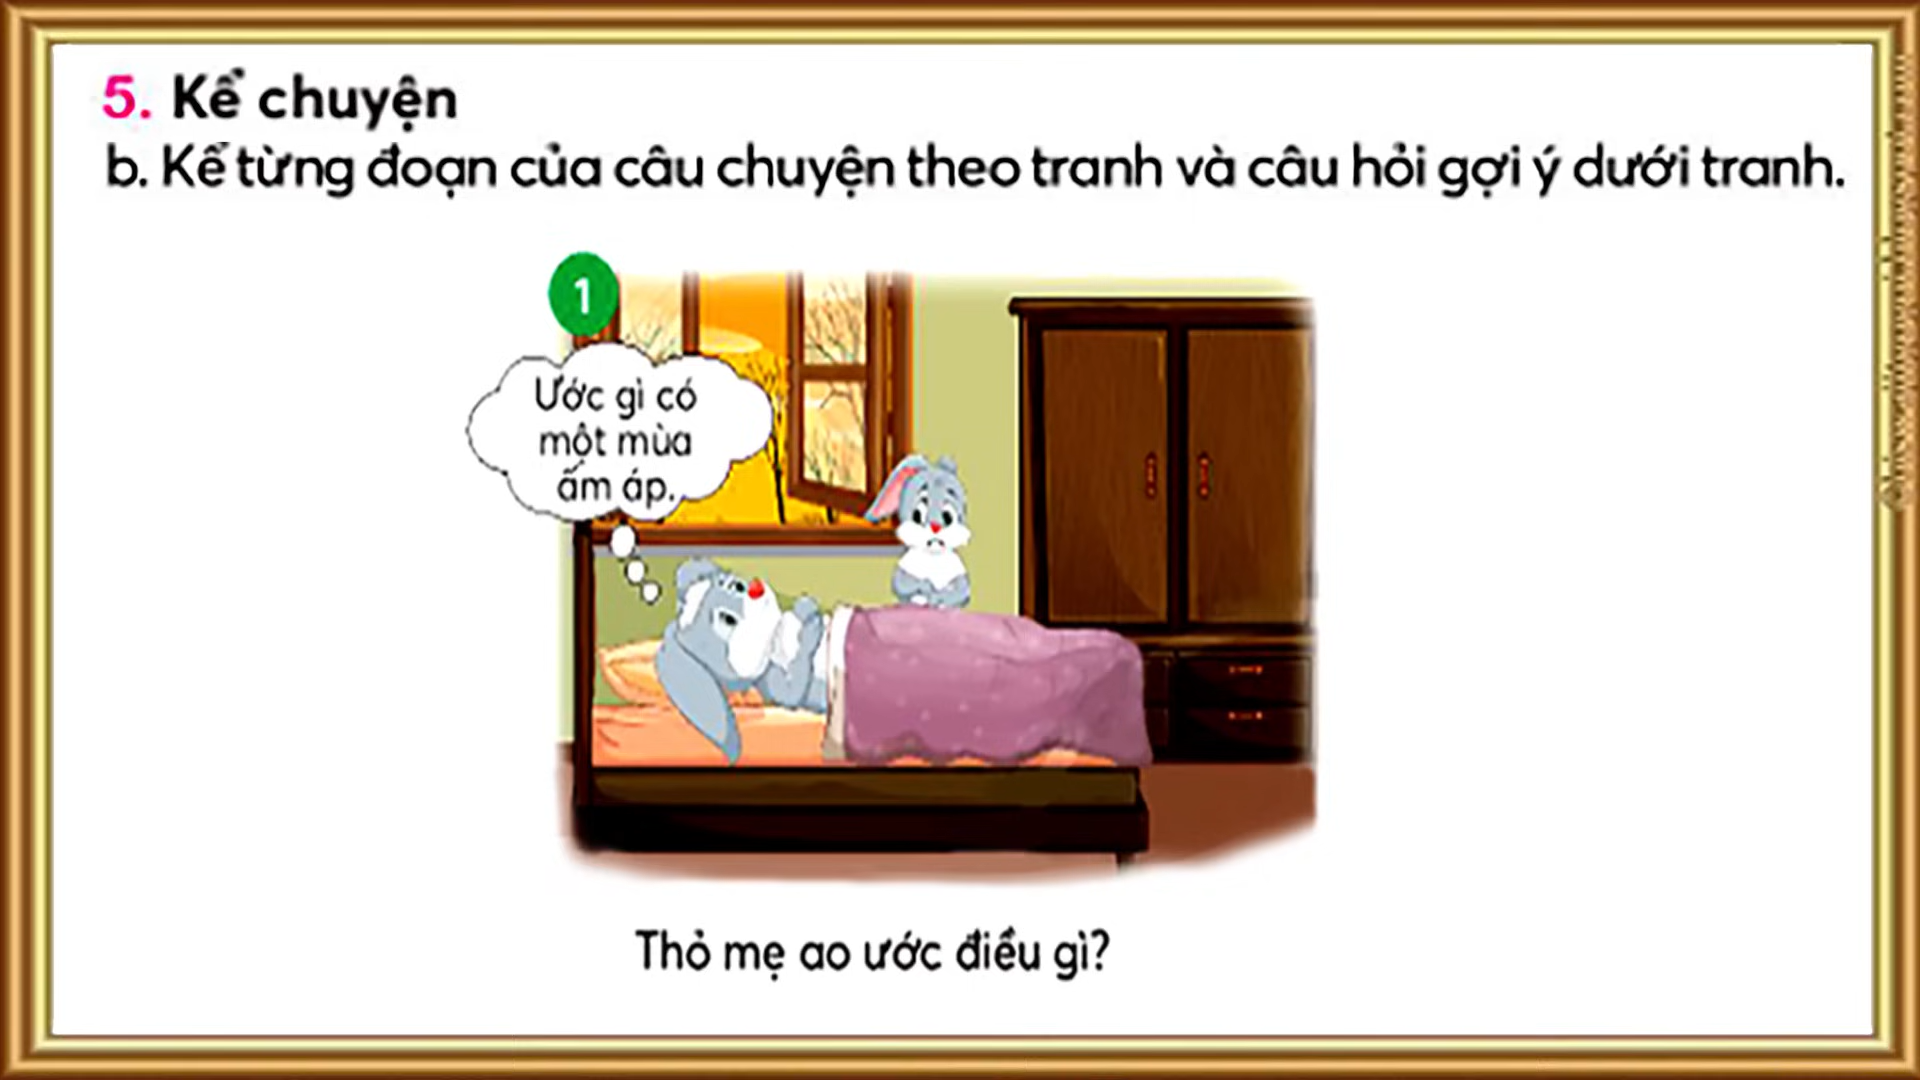 5. Kể chuyện
b. Kể từng đoạn của câu chuyện theo tranh và câu hỏi gợi ý dưới tranh.
1
Ước gì có
một mùa
ấm áp.
Thỏ mẹ ao ước điều gì?